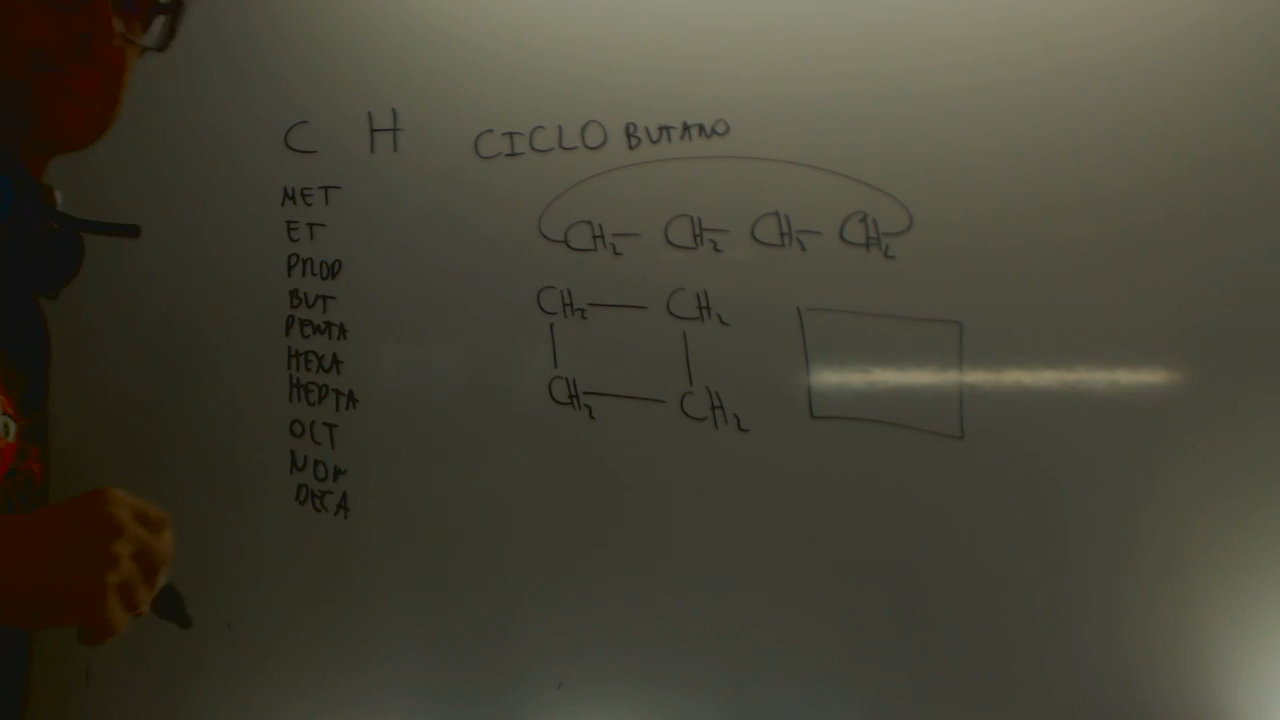 C H CICLO BUTANO
MET
ET
PROP
BUT
PENTA
HEXA
HEPTA
OCT
NON
DECA
CH₂— CH₂— CH₂— CH₂
CH₂— CH₂
CH₂— CH₂